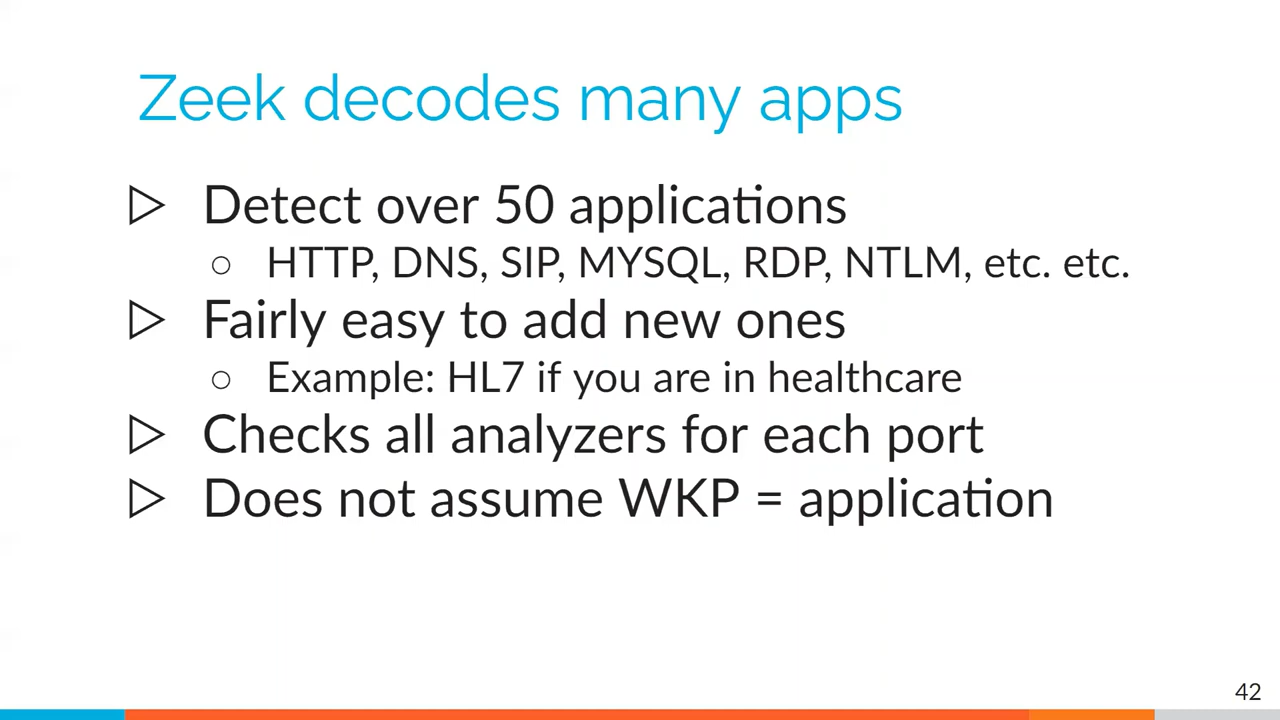 Zeek decodes many apps
▷ Detect over 50 applications
○ HTTP, DNS, SIP, MYSQL, RDP, NTLM, etc. etc.
▷ Fairly easy to add new ones
○ Example: HL7 if you are in healthcare
▷ Checks all analyzers for each port
▷ Does not assume WKP = application
42